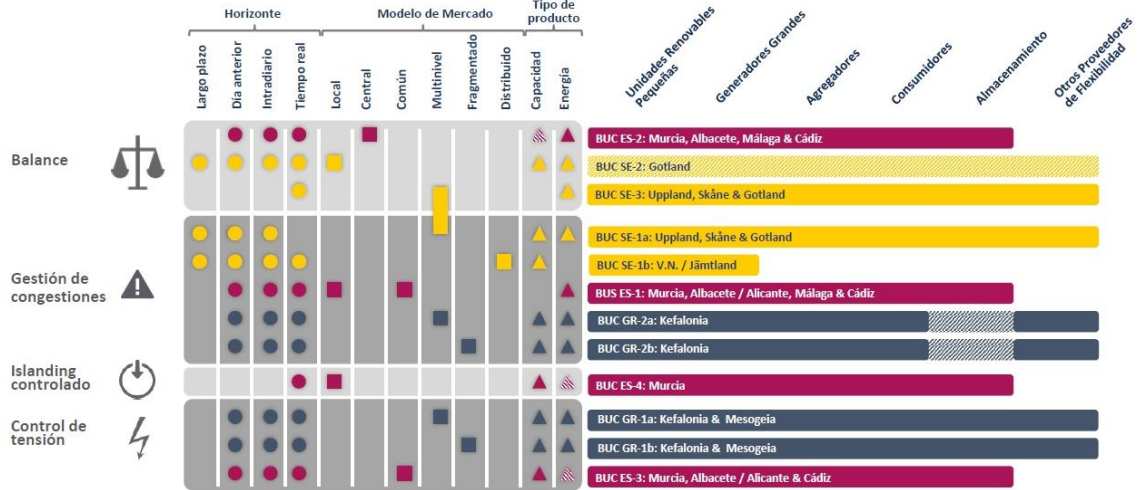 Horizonte
Modelo de Mercado
Tipo de
producto
Largo plazo
Día anterior
Intradiario
Tiempo real
Local
Central
Común
Multinivel
Fragmentado
Distribuido
Capacidad
Energía
Unidades Renovables
Pequeñas
Generadores Grandes
Agregadores
Consumidores
Almacenamiento
Otros Proveedores
de Flexibilidad
Balance
BUC ES-2: Murcia, Albacete, Málaga & Cádiz
BUC SE-2: Gotland
BUC SE-3: Uppland, Skåne & Gotland
Gestión de
congestiones
BUC SE-1a: Uppland, Skåne & Gotland
BUC SE-1b: V.N. / Jämtland
BUS ES-1: Murcia, Albacete / Alicante, Málaga & Cádiz
BUC GR-2a: Kefalonia
BUC GR-2b: Kefalonia
Islanding
controlado
BUC ES-4: Murcia
Control de
tensión
BUC GR-1a: Kefalonia & Mesogeia
BUC GR-1b: Kefalonia & Mesogeia
BUC ES-3: Murcia, Albacete / Alicante & Cádiz